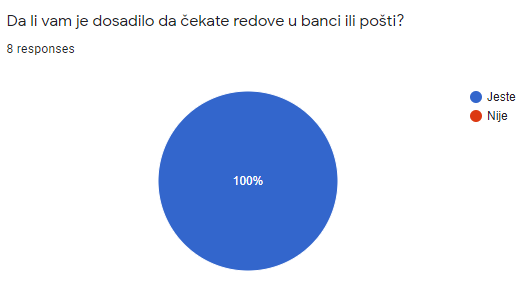 Da li vam je dosadilo da čekate redove u banci ili pošti?
8 responses
Jeste
Nije
100%